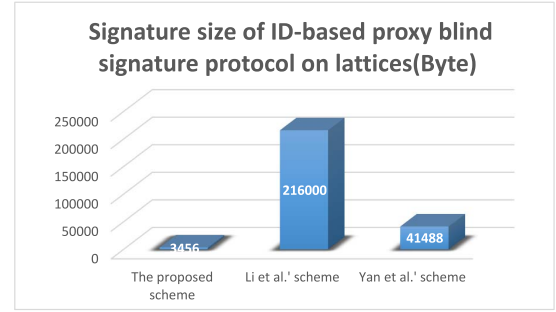 Signature size of ID-based proxy blind
signature protocol on lattices(Byte)
250000
200000
150000
100000
50000
0
3456
216000
41488
The proposed
scheme
Li et al.' scheme
Yan et al.' scheme